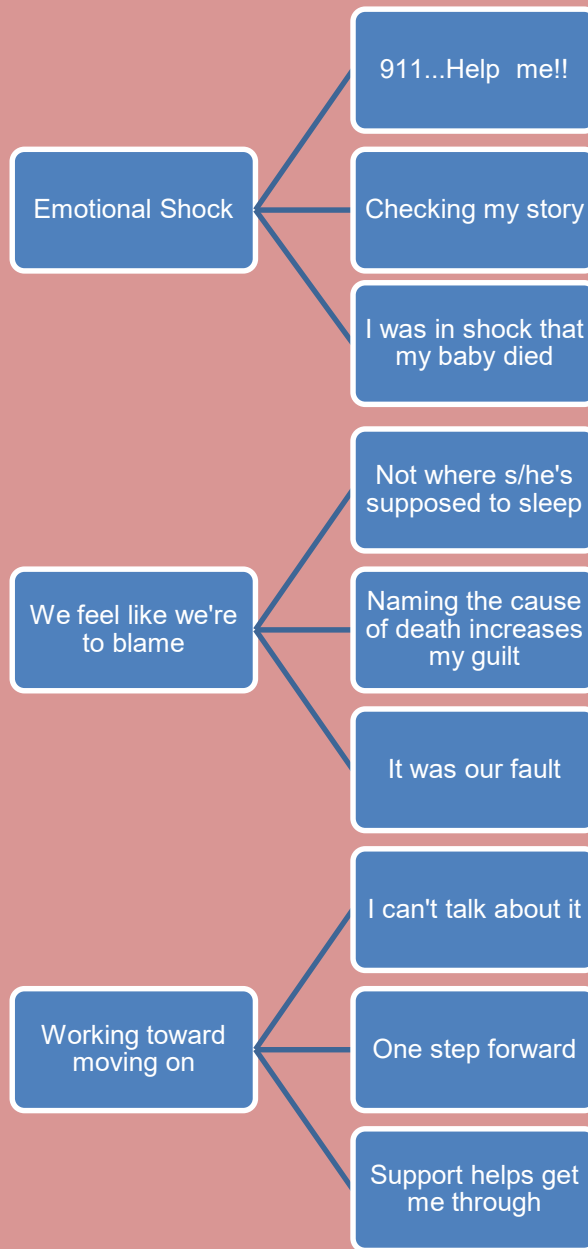 Emotional Shock
911...Help  me!!
Checking my story
I was in shock that
my baby died
We feel like we're
to blame
Not where s/he's
supposed to sleep
Naming the cause
of death increases
my guilt
It was our fault
Working toward
moving on
I can't talk about it
One step forward
Support helps get
me through